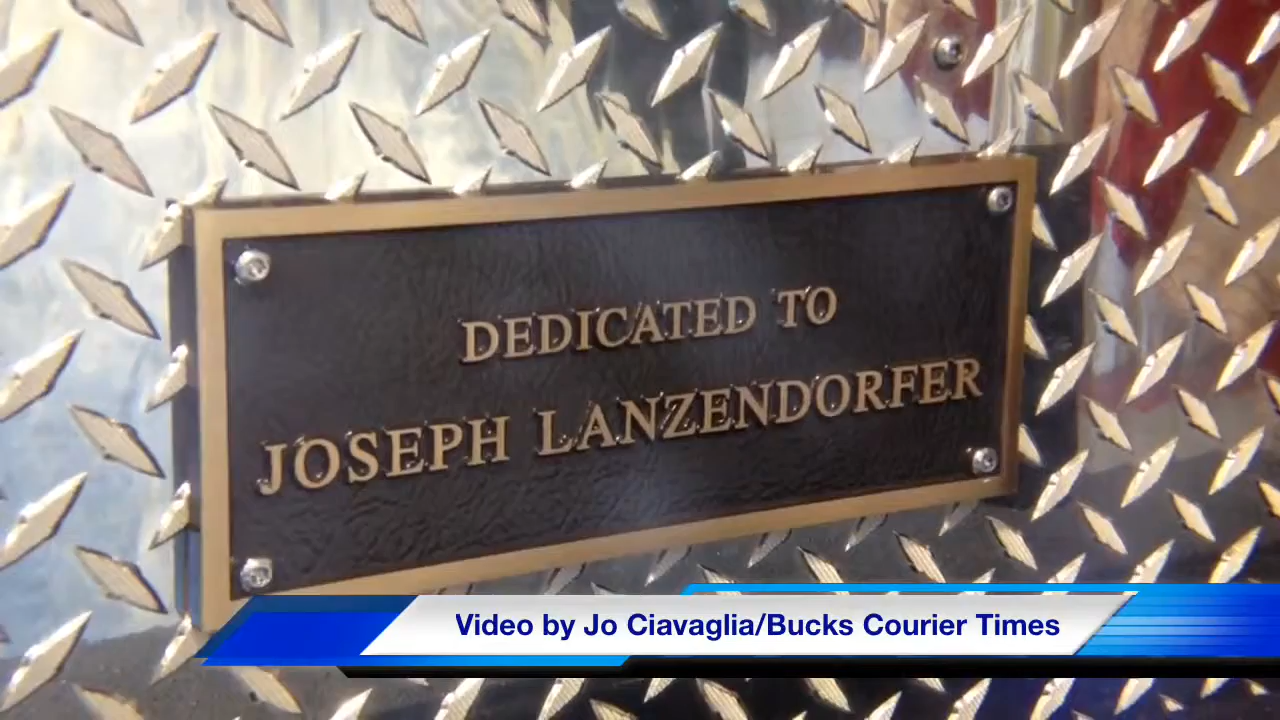 DEDICATED TO
JOSEPH LANZENDORFER
Video by Jo Ciavaglia/Bucks Courier Times